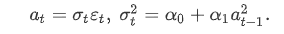 $a_t = \sigma_t \varepsilon_t, \; \sigma_t^2 = \alpha_0 + \alpha_1 a_{t-1}^2.$